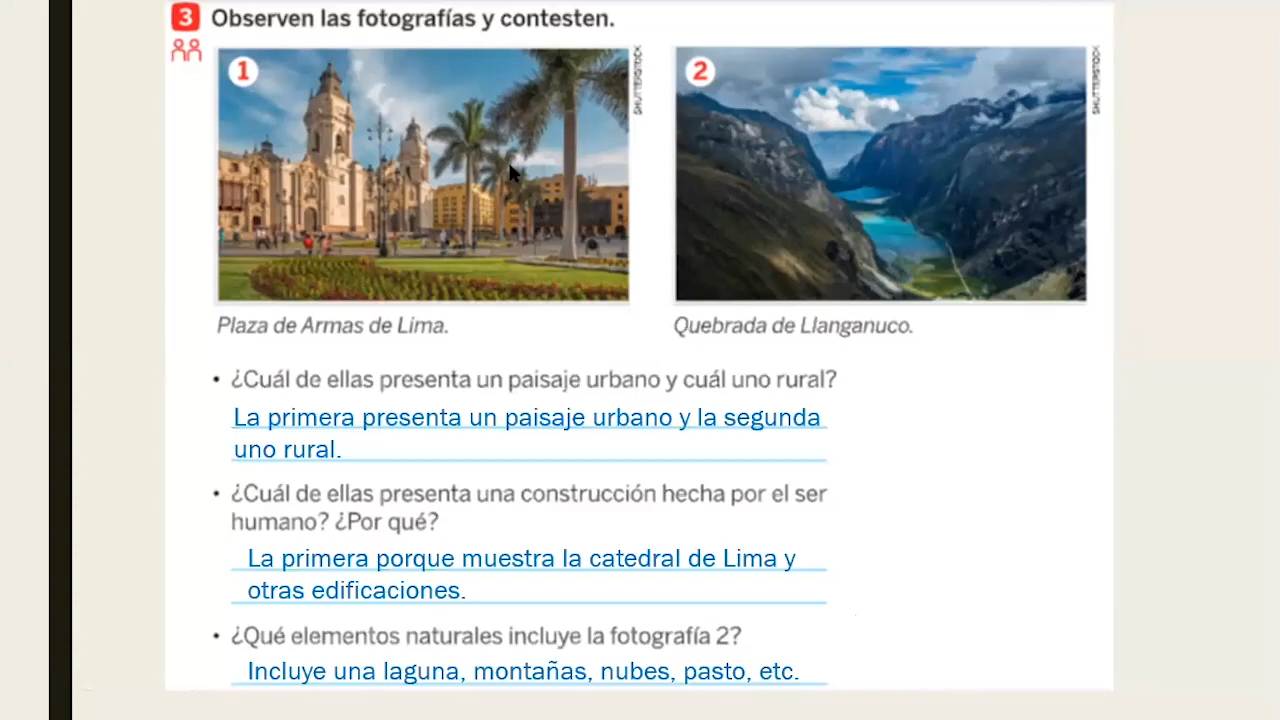 3 Observen las fotografías y contesten.
1
SHUTTERSTOCK
2
SHUTTERSTOCK
Plaza de Armas de Lima.
Quebrada de Llanganuco.
• ¿Cuál de ellas presenta un paisaje urbano y cuál uno rural?
La primera presenta un paisaje urbano y la segunda
uno rural.
• ¿Cuál de ellas presenta una construcción hecha por el ser
humano? ¿Por qué?
La primera porque muestra la catedral de Lima y
otras edificaciones.
• ¿Qué elementos naturales incluye la fotografía 2?
Incluye una laguna, montañas, nubes, pasto, etc.